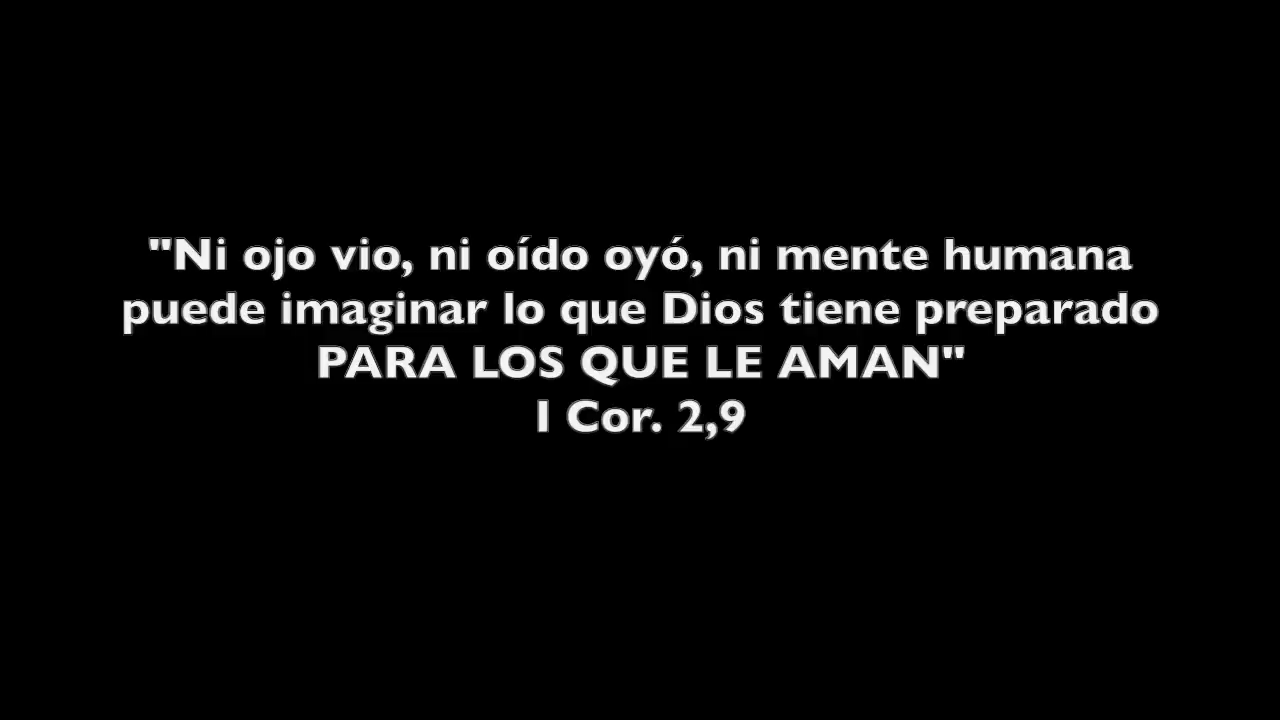 "Ni ojo vio, ni oído oyó, ni mente humana
puede imaginar lo que Dios tiene preparado
PARA LOS QUE LE AMAN"
1 Cor. 2,9